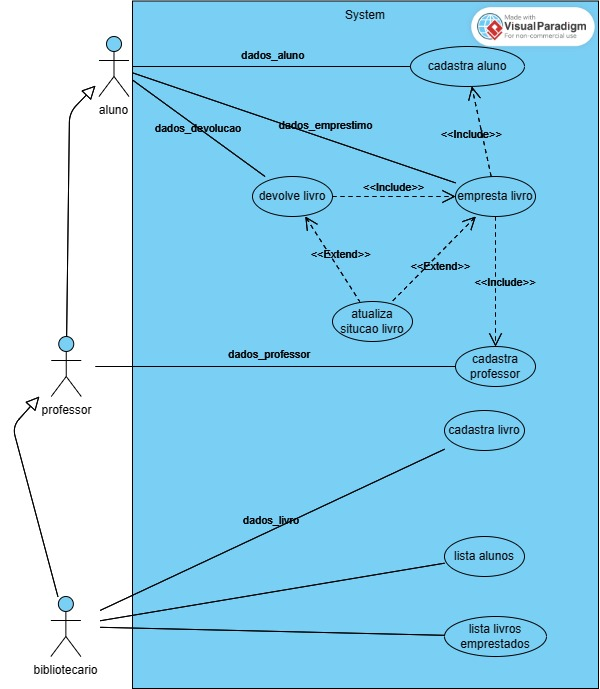 System
Made with
VisualParadigm
For non-commercial use
dados_aluno
cadastra aluno
aluno
dados_devolucao
dados_emprestimo
<<Include>>
devolve livro
<<Include>>
empresta livro
<<Extend>>
<<Extend>>
<<Include>>
atualiza
situcao livro
dados_professor
cadastra
professor
professor
cadastra livro
dados_livro
lista alunos
lista livros
emprestados
bibliotecario